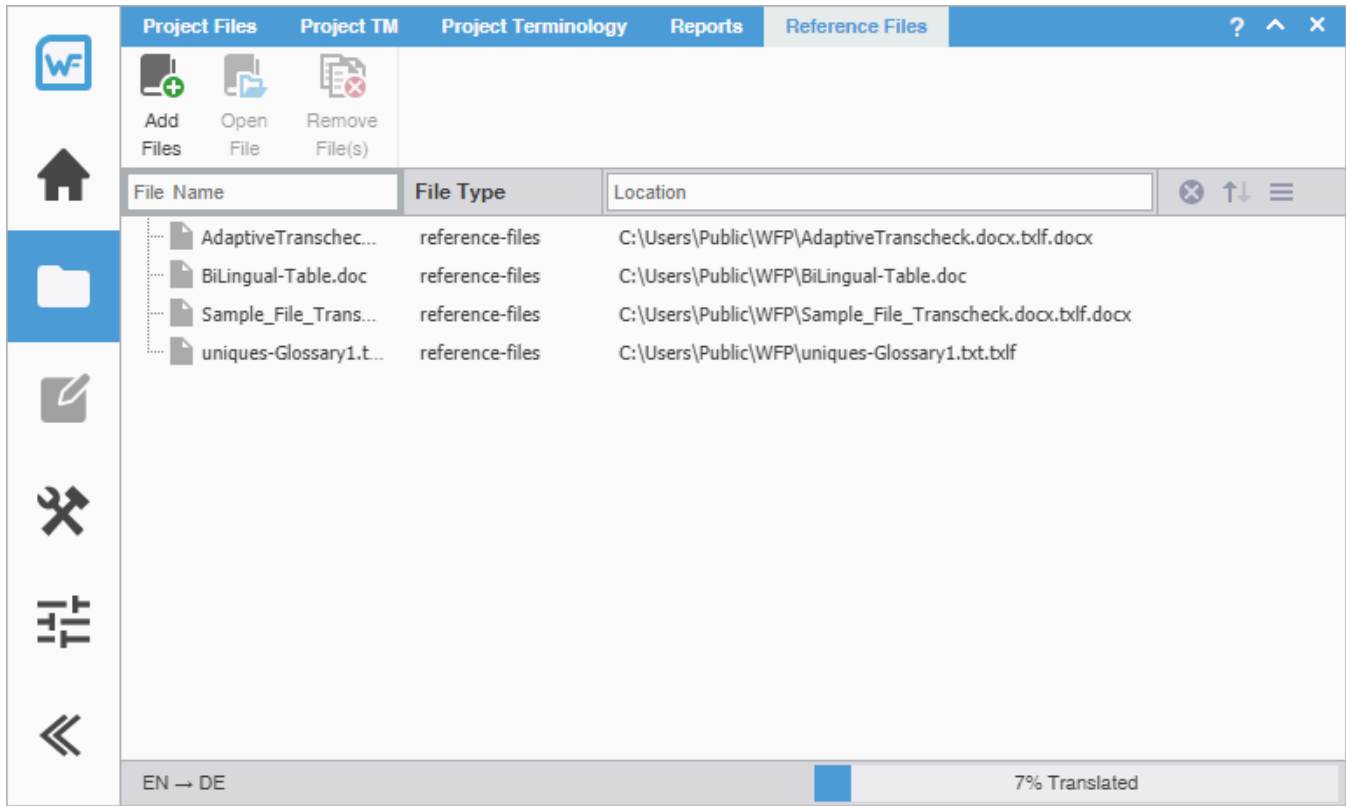 WF
Project Files Project TM Project Terminology Reports Reference Files ?
Add Files
Open File
Remove File(s)
File Name File Type Location
AdaptiveTranschec... reference-files C:\Users\Public\WFP\AdaptiveTranscheck.docx.txlf.docx
BiLingual-Table.doc reference-files C:\Users\Public\WFP\BiLingual-Table.doc
Sample_File_Trans... reference-files C:\Users\Public\WFP\Sample_File_Transcheck.docx.txlf.docx
uniques-Glossary1.t... reference-files C:\Users\Public\WFP\uniques-Glossary1.txt.txlf
EN → DE 7% Translated